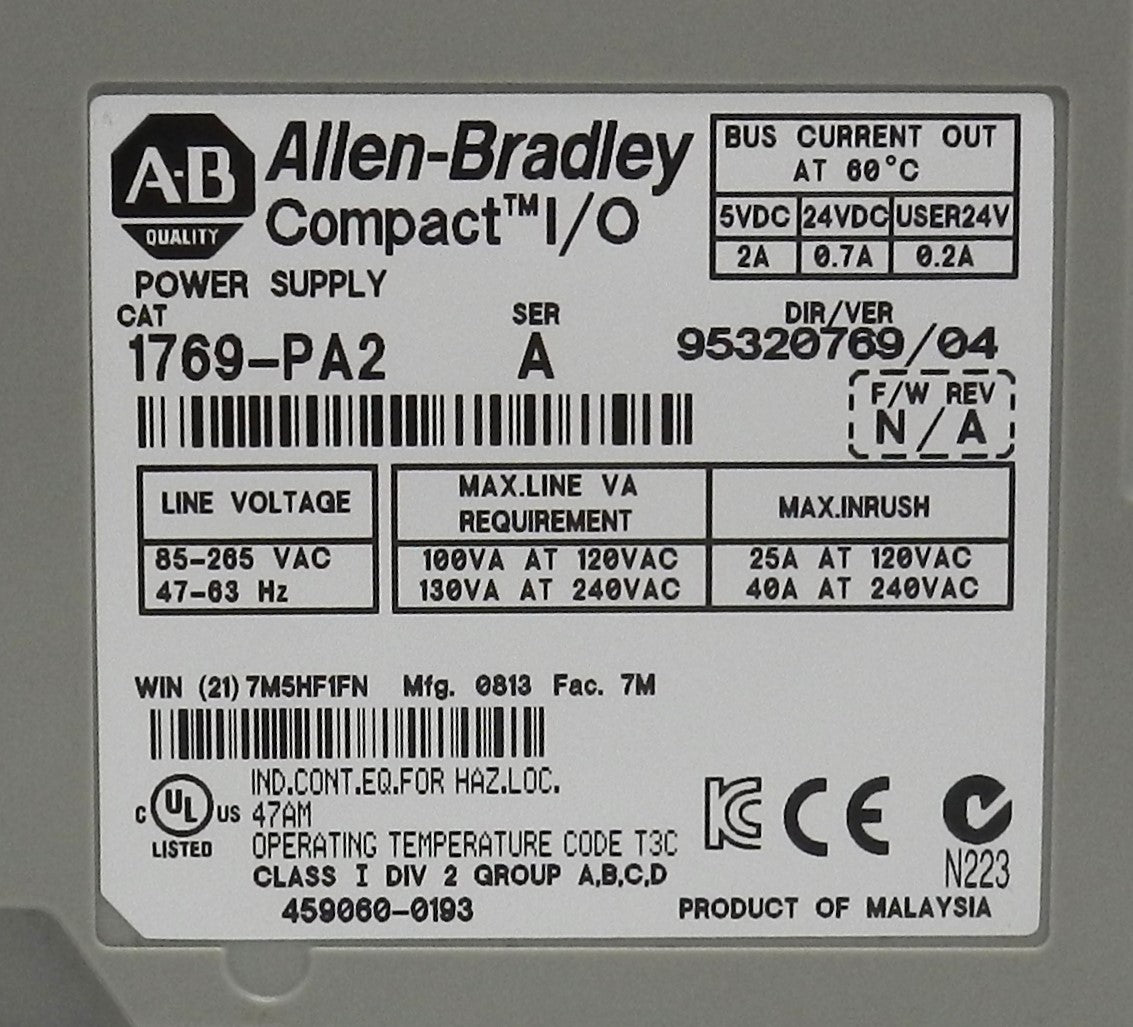 A-B
QUALITY
Allen-Bradley
Compact™ I/O
POWER SUPPLY
BUS CURRENT OUT
AT 60°C
5VDC 24VDC USER24V
2A 0.7A 0.2A
CAT SER DIR/VER
1769-PA2 A 95320769/04
F/W REV
N/A
LINE VOLTAGE
85-265 VAC
47-63 Hz
MAX.LINE VA
REQUIREMENT
MAX.INRUSH
100VA AT 120VAC 25A AT 120VAC
130VA AT 240VAC 40A AT 240VAC
WIN (21) 7M5HF1FN Mfg. 0813 Fac. 7M
C UL US
LISTED
IND.CONT.EQ.FOR HAZ.LOC.
47AM
OPERATING TEMPERATURE CODE T3C
CLASS I DIV 2 GROUP A,B,C,D
459060-0193
KC CE
N223
PRODUCT OF MALAYSIA